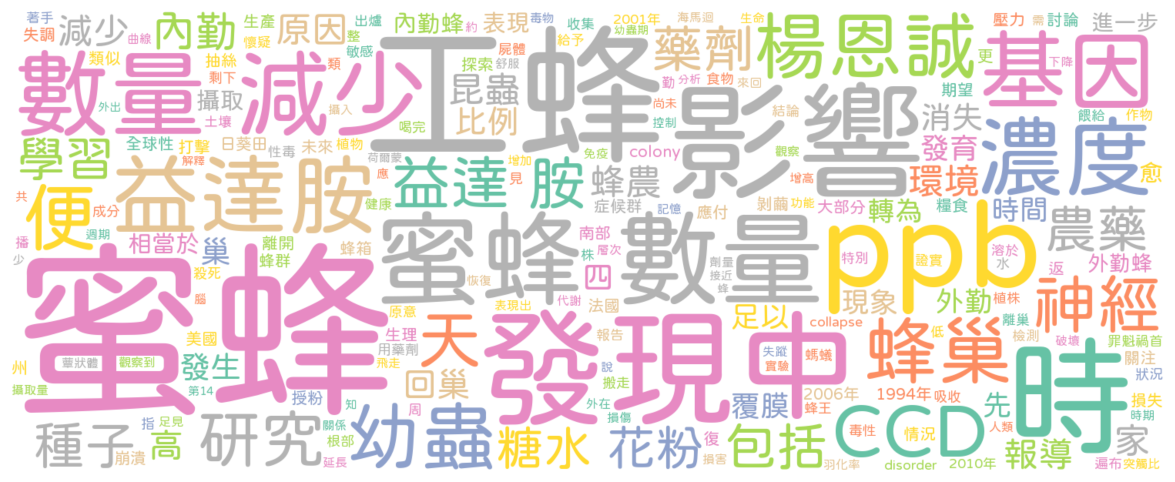 著手 減少 內勤 生產 原因 出爐 整 內勤蜂 約 表現 毒物 收集 2001年 海馬迴 生命 壓力 需 討論 進一步
失調 曲線 懷疑 敏感 屍體 給予 幼蟲期 藥劑 楊恩誠 更 基因 下降
類似 抽絲 類 探索 舒服 勤 分析 食物 來回 期望
數量減少 剩下 工蜂 昆蟲 影響 消失
外出 土壤 攝取 攝入 喝完 比例 尚未 控制 結論 餵給 作物
學習 全球性 打擊 日葵田 未來 植物 免疫 增加 colony 觀察 發育 濃度
解釋 性毒 荷爾蒙 應 見 蜂農 增高 環境 愈
共 便 益達胺 健康 益達 胺 症候群 記憶 剝繭 功能 大部分 糧食
播 成分 應付 轉為 時間 農藥
少 週期 相當於 巢 離開 蜂箱 蜜蜂數量 南部 層次 劑量 ppb 特別 證實 溶於 水 返 外勤蜂
蜂群 殺死 恢復 株 四 接近 蜂
蜜蜂 腦 原意 表現出 代謝 法國 足以 現象 外勤 植株 離巢 神經
美國 生理 天 發現中 報告 collapse 低 檢測 破壞 罪魁禍首
州 蕈狀體 觀察到 發生 用藥劑 飛走 說 失蹤 實驗 螞蟻 蜂巢 關注 狀況
攝取量 第14 回巢 搬走 2006年 1994年 吸收 時
授粉 知 周 外在 損傷 覆膜 蜂王 先 人類 損失
種子 指 足見 研究 關係 幼蟲 糖水 花粉 復 包括 CCD 毒性 情況 報導 家 時期
崩潰 高 根部 延長 損害 羽化率 disorder 2010年 遍布 突觸比